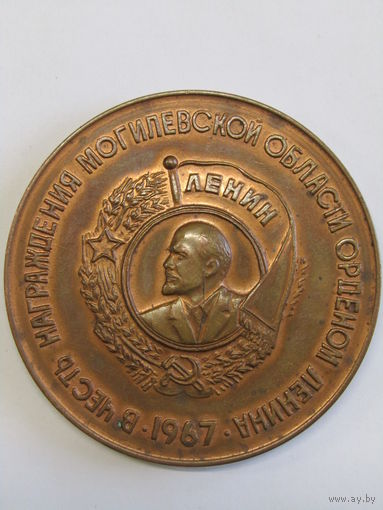 В ЧЕСТЬ НАГРАЖДЕНИЯ МОГИЛЕВСКОЙ ОБЛАСТИ ОРДЕНОМ ЛЕНИНА
· 1967 ·
ЛЕНИН
www.ay.by